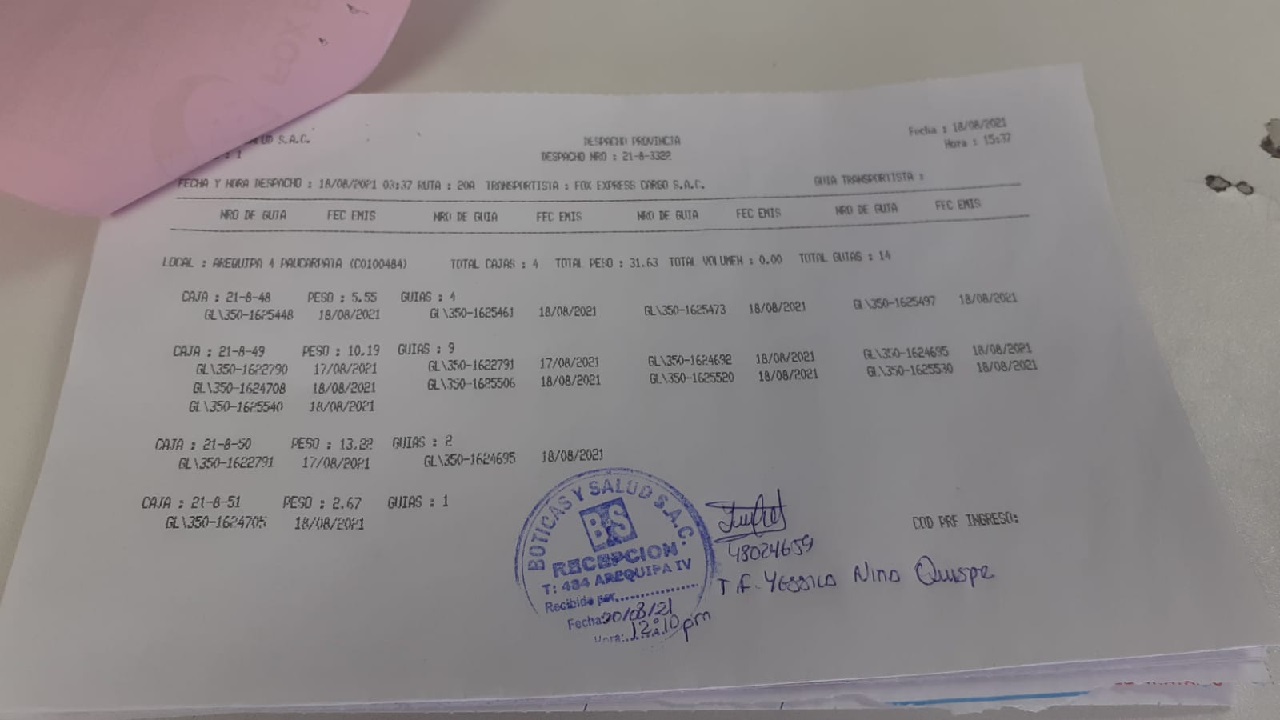 S.A.C.
: 1
DESPACHO PROVINCIA
DESPACHO NRO : 21-8-3322
Fecha : 18/08/2021
Hora : 15:37
FECHA Y HORA DESPACHO : 18/08/2021 03:37 RUTA : 20A TRANSPORTISTA : FOX EXPRESS CARGO S.A.C. GUIA TRANSPORTISTA :
NRO DE GUIA FEC EMIS NRO DE GUIA FEC EMIS NRO DE GUIA FEC EMIS NRO DE GUIA FEC EMIS
LOCAL : AREQUIPA 4 PAUCARPATA (C0100484) TOTAL CAJAS : 4 TOTAL PESO : 31.63 TOTAL VOLUMEN : 0.00 TOTAL GUIAS : 14
CAJA : 21-8-48 PESO : 5.55 GUIAS : 4
GL\350-1625448 18/08/2021 GL\350-1625461 18/08/2021 GL\350-1625473 18/08/2021 GL\350-1625497 18/08/2021
CAJA : 21-8-49 PESO : 10.19 GUIAS : 9
GL\350-1622790 17/08/2021 GL\350-1622791 17/08/2021 GL\350-1624692 18/08/2021 GL\350-1624695 18/08/2021
GL\350-1624708 18/08/2021 GL\350-1625506 18/08/2021 GL\350-1625520 18/08/2021 GL\350-1625530 18/08/2021
GL\350-1625540 18/08/2021
CAJA : 21-8-50 PESO : 13.22 GUIAS : 2
GL\350-1622791 17/08/2021 GL\350-1624695 18/08/2021
CAJA : 21-8-51 PESO : 2.67 GUIAS : 1
GL\350-1624705 18/08/2021
COD PRF INGRESO:
BOTICAS Y SALUD S.A.C.
BS
RECEPCION
T: 484 AREQUIPA IV
Recibido por
Fecha 20/08/21
Hora: 12:10 pm
48024659
T.F. Yessica Nina Quispe